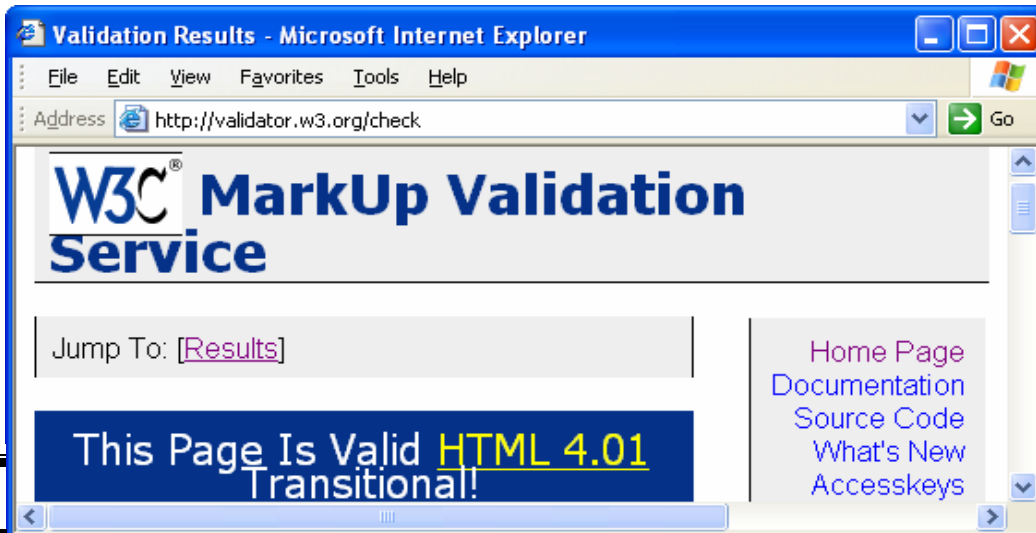 Validation Results - Microsoft Internet Explorer
File Edit View Favorites Tools Help
Address http://validator.w3.org/check Go
W3C® MarkUp Validation
Service
Jump To: [Results]
Home Page
Documentation
Source Code
What's New
Accesskeys
This Page Is Valid HTML 4.01
Transitional!